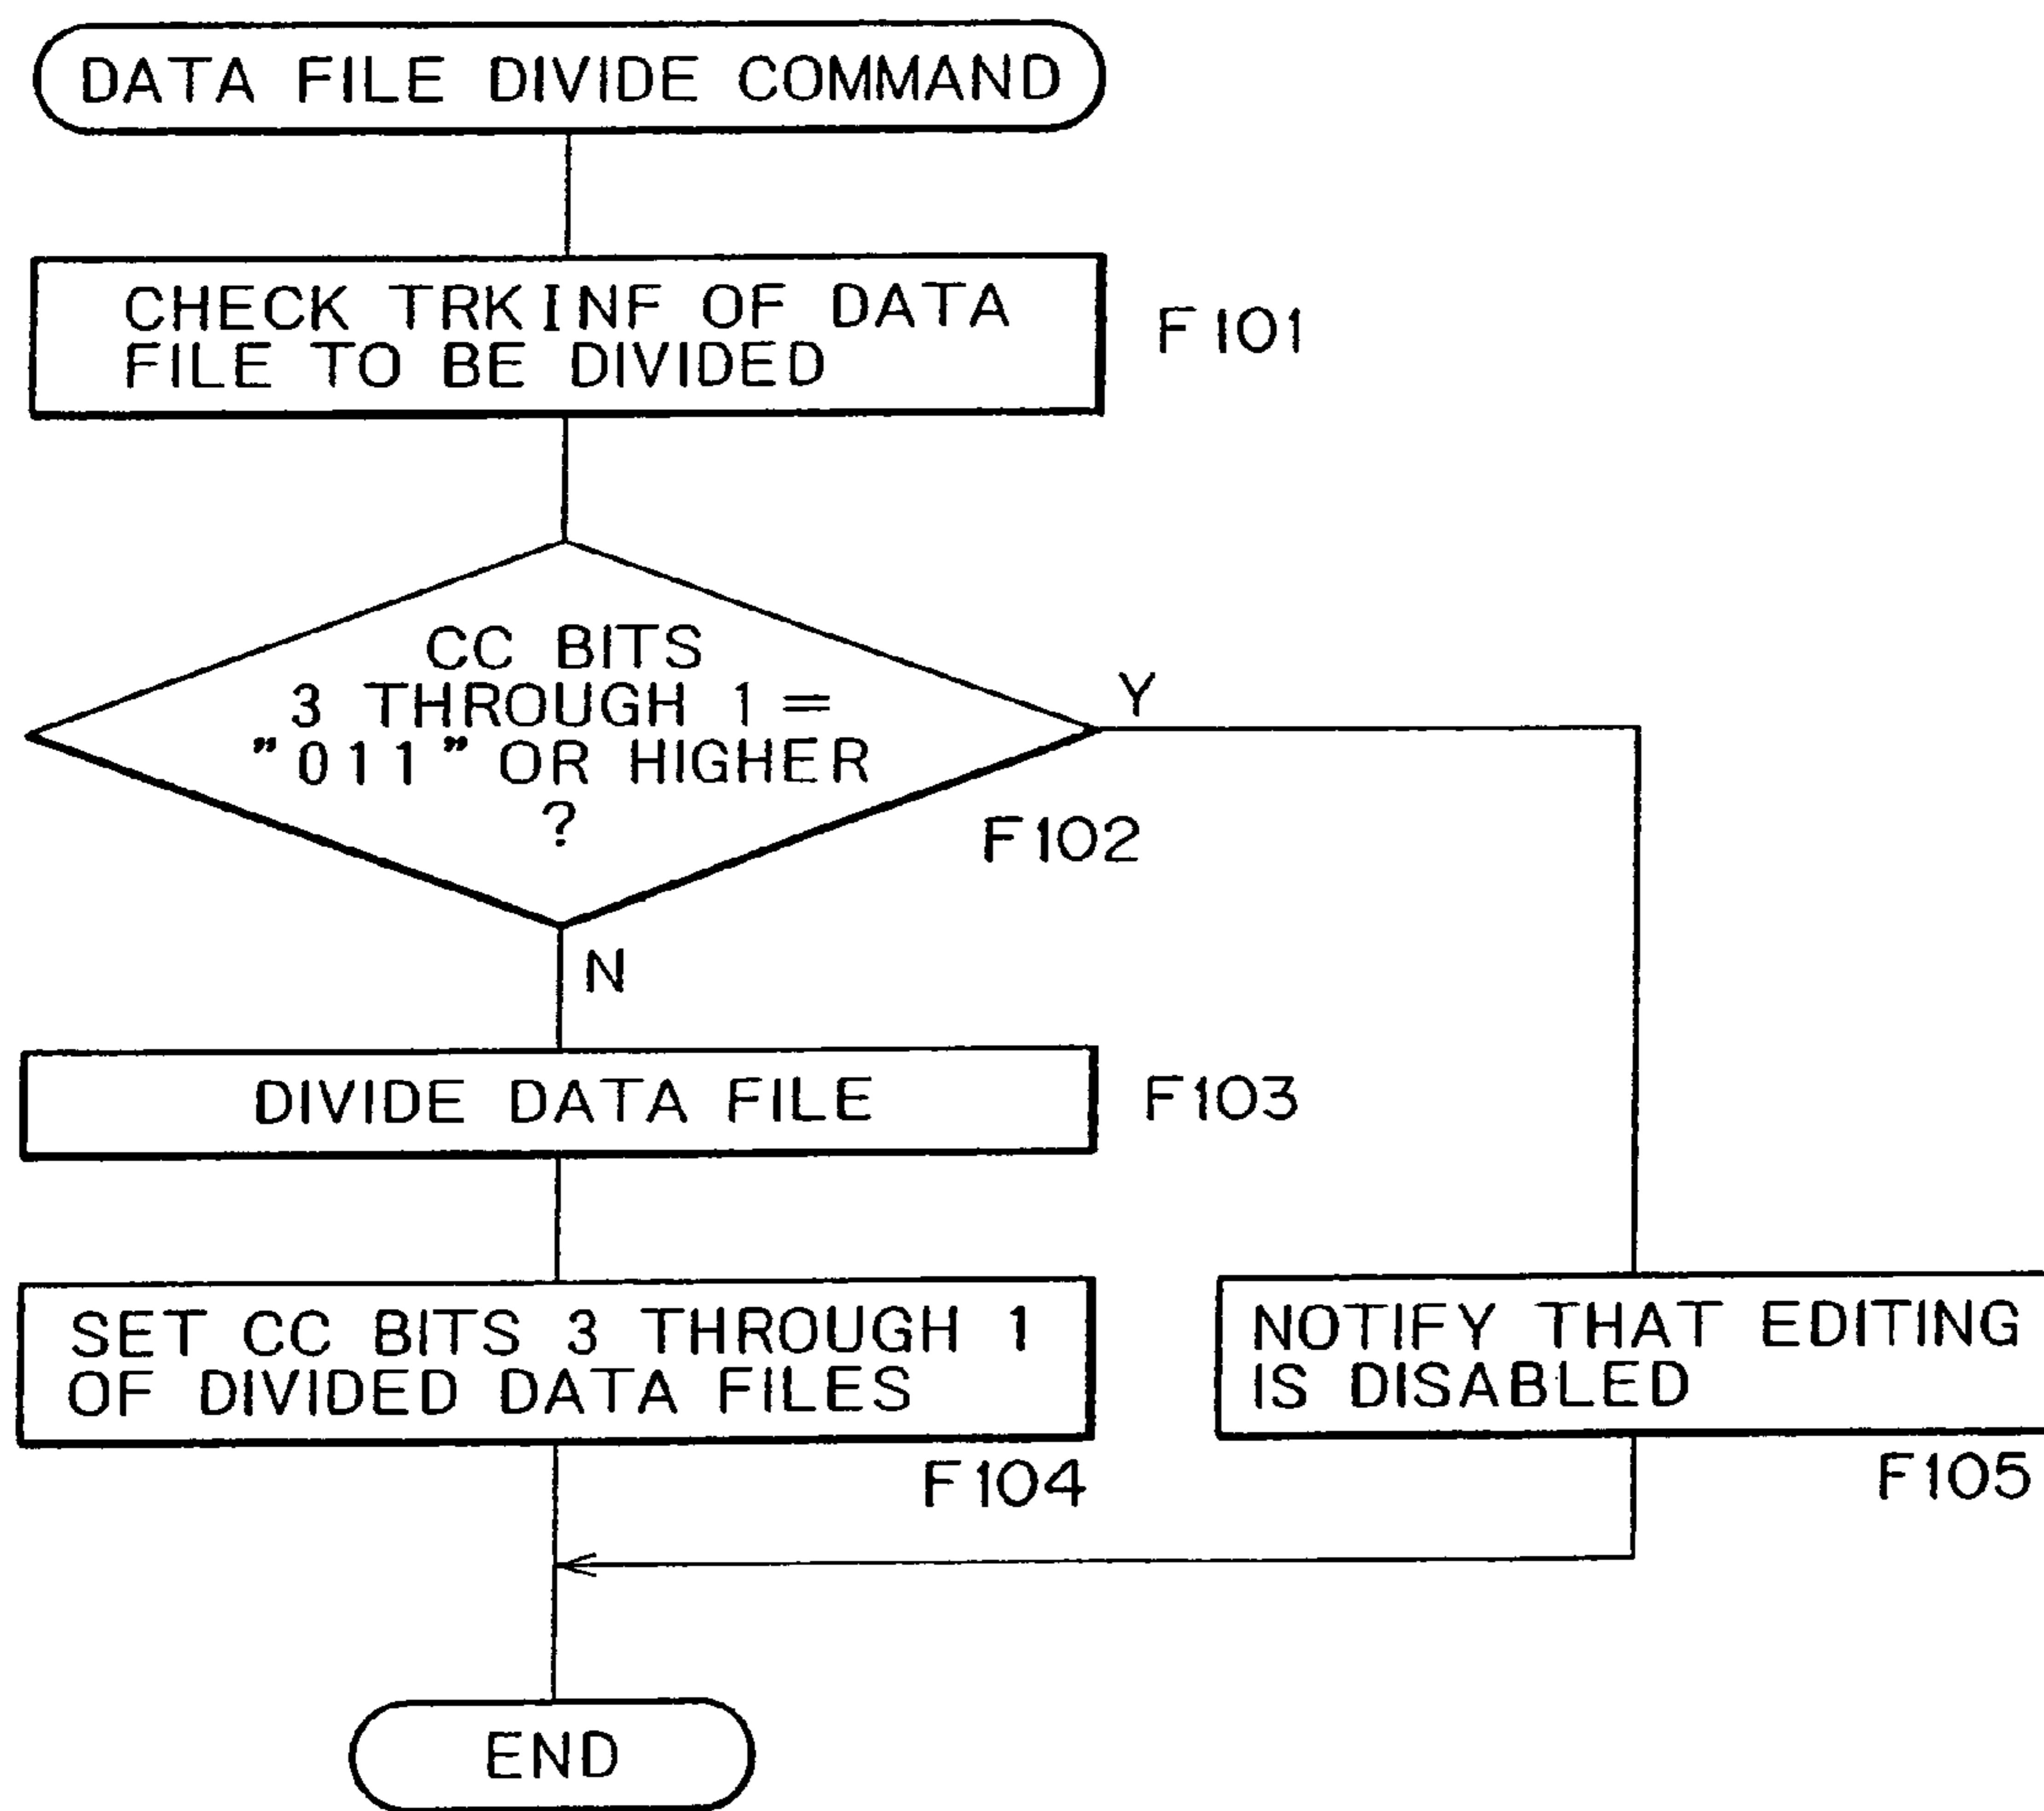 DATA FILE DIVIDE COMMAND
CHECK TRKINF OF DATA
FILE TO BE DIVIDED
F101
CC BITS
3 THROUGH 1 =
"011" OR HIGHER
?
Y
F102
N
DIVIDE DATA FILE
F103
SET CC BITS 3 THROUGH 1
OF DIVIDED DATA FILES
F104
NOTIFY THAT EDITING
IS DISABLED
F105
END